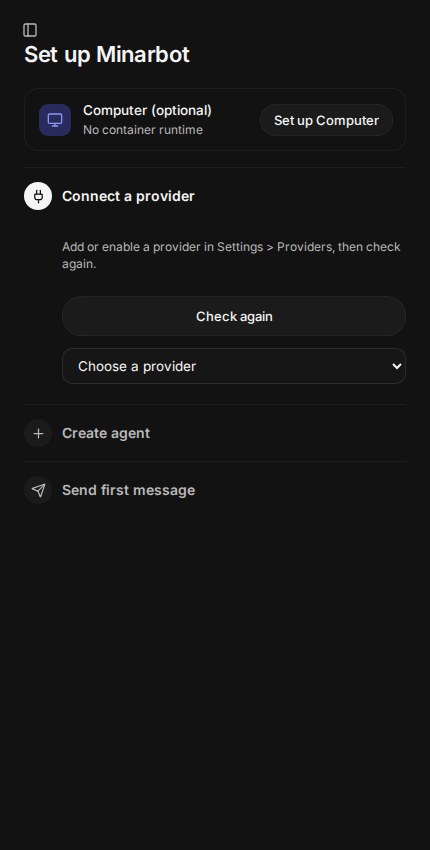 Set up Minarbot
Computer (optional)
No container runtime
Set up Computer
Connect a provider
Add or enable a provider in Settings > Providers, then check
again.
Check again
Choose a provider
Create agent
Send first message